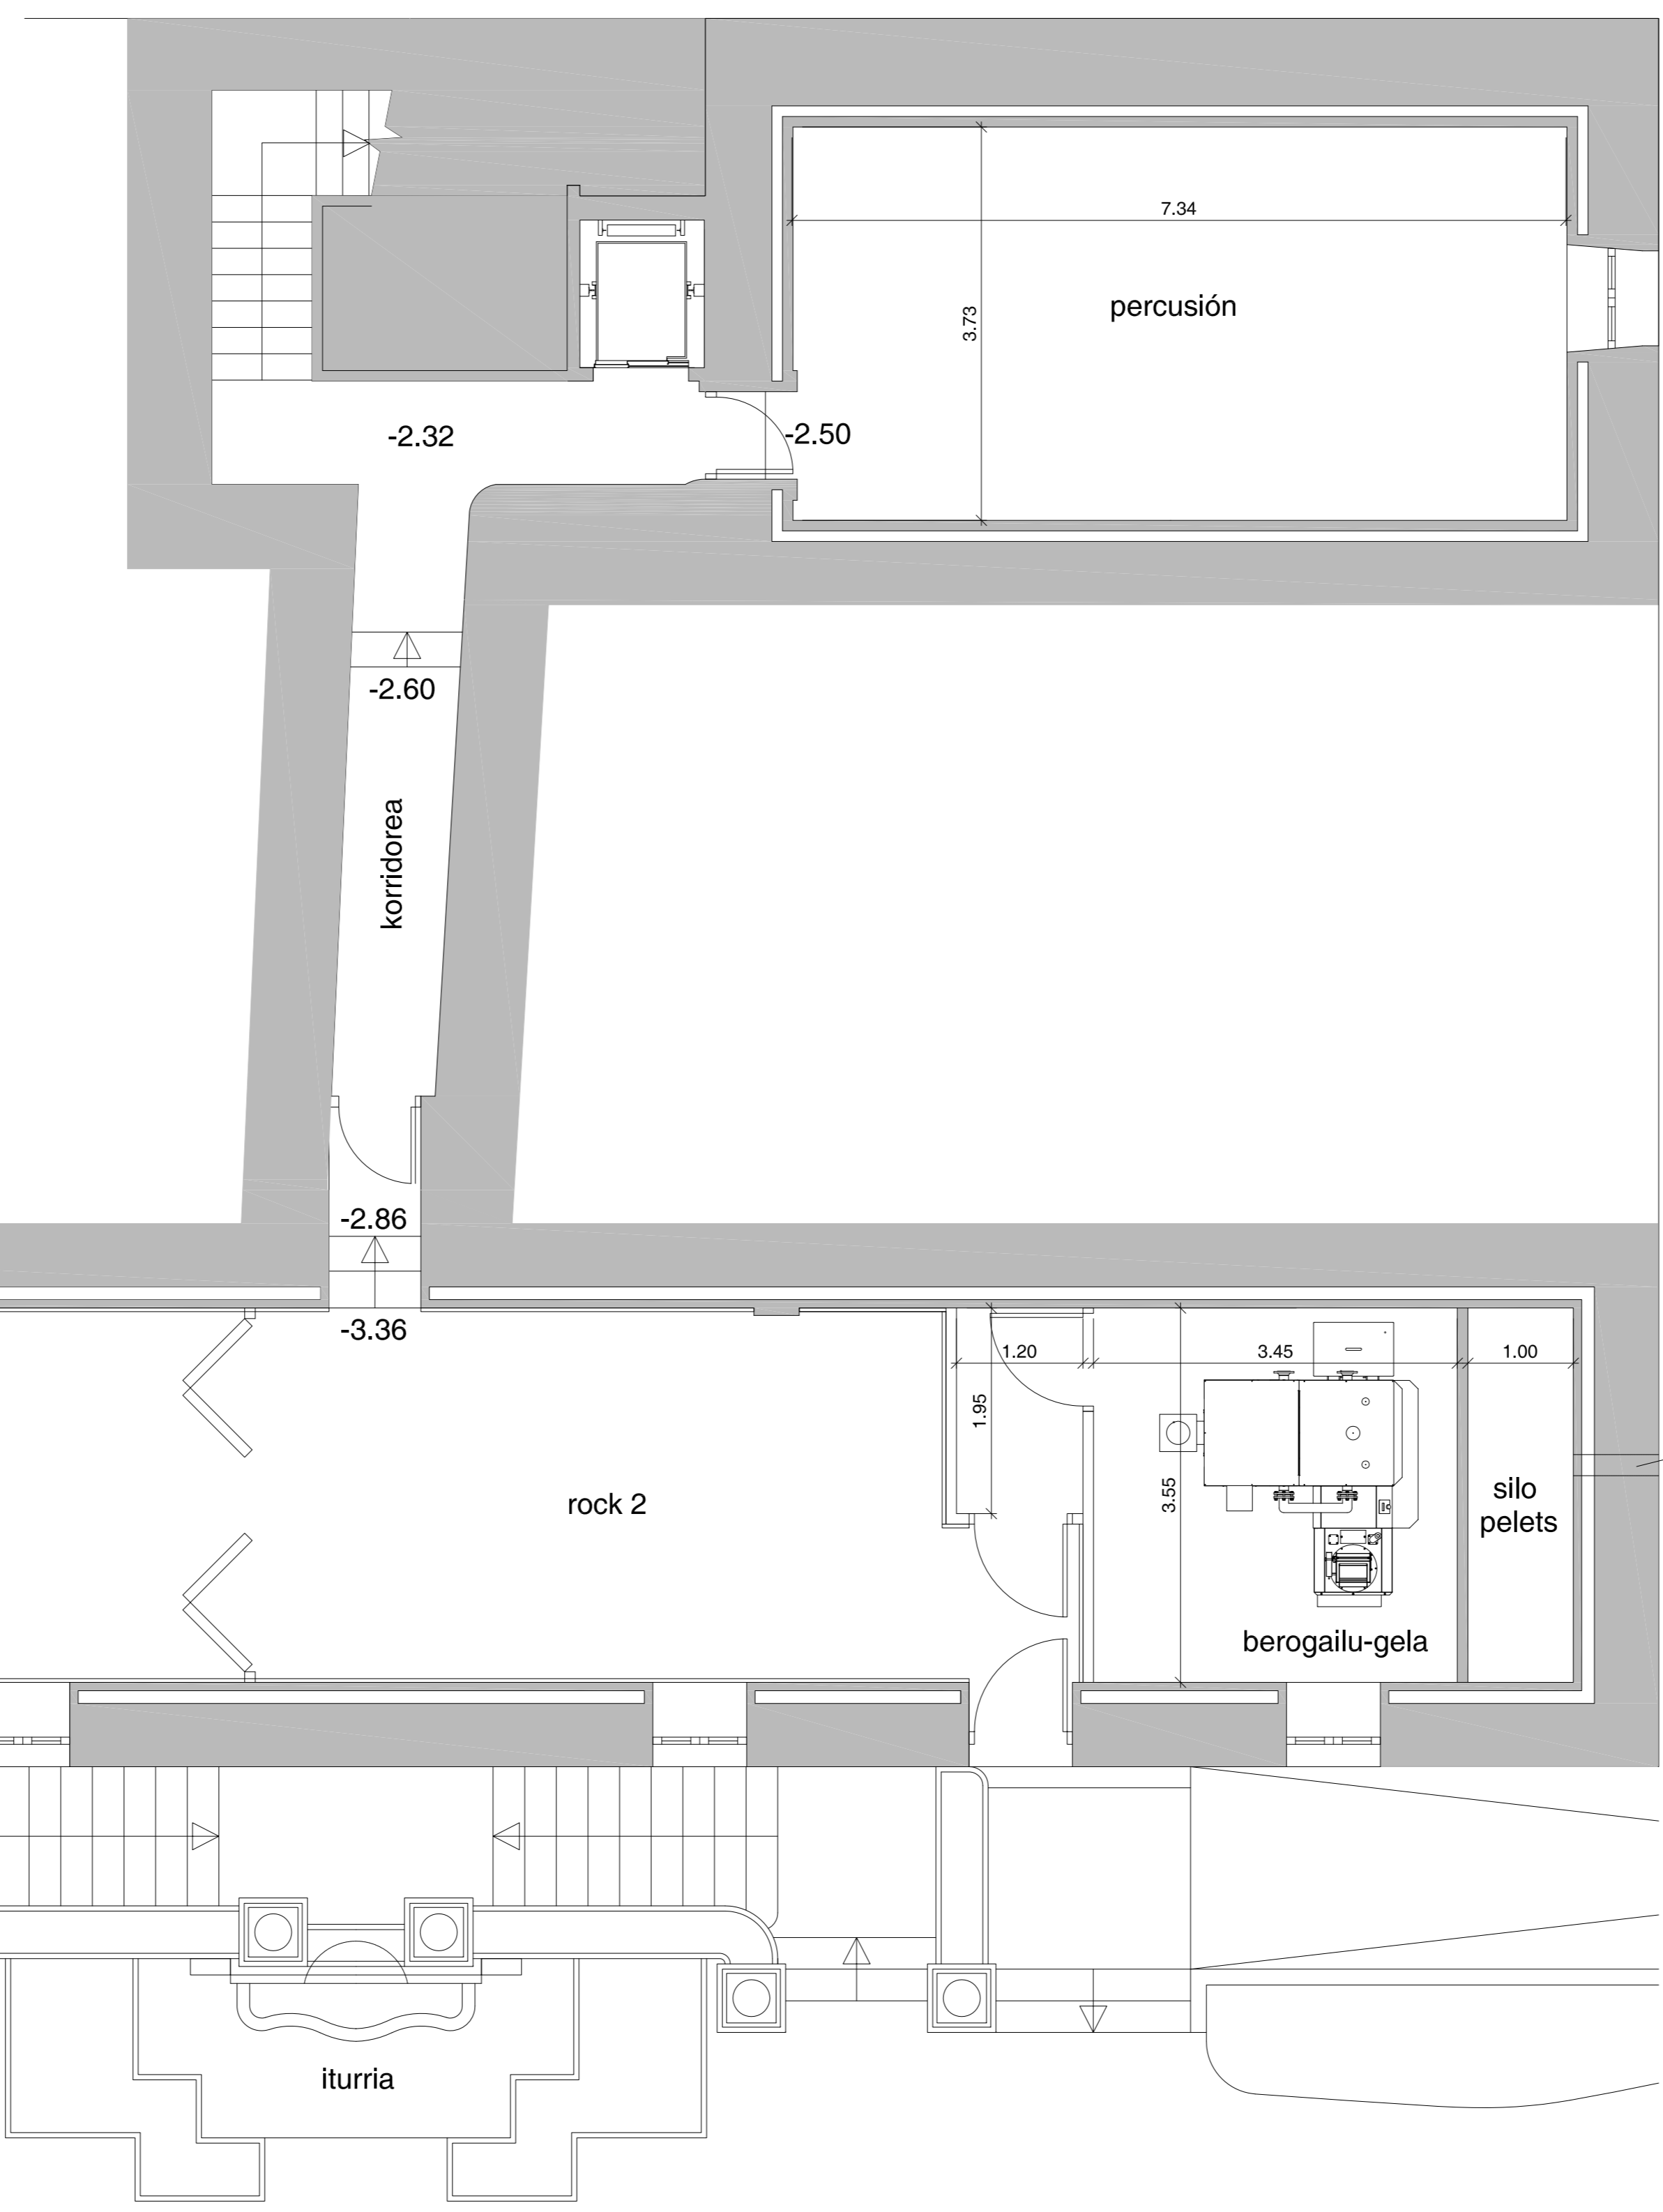 7.34
percusión
3.73
-2.32
-2.50
-2.60
korridorea
-2.86
-3.36
1.20
3.45
1.00
1.95
3.55
rock 2
silo
pelets
berogailu-gela
iturria